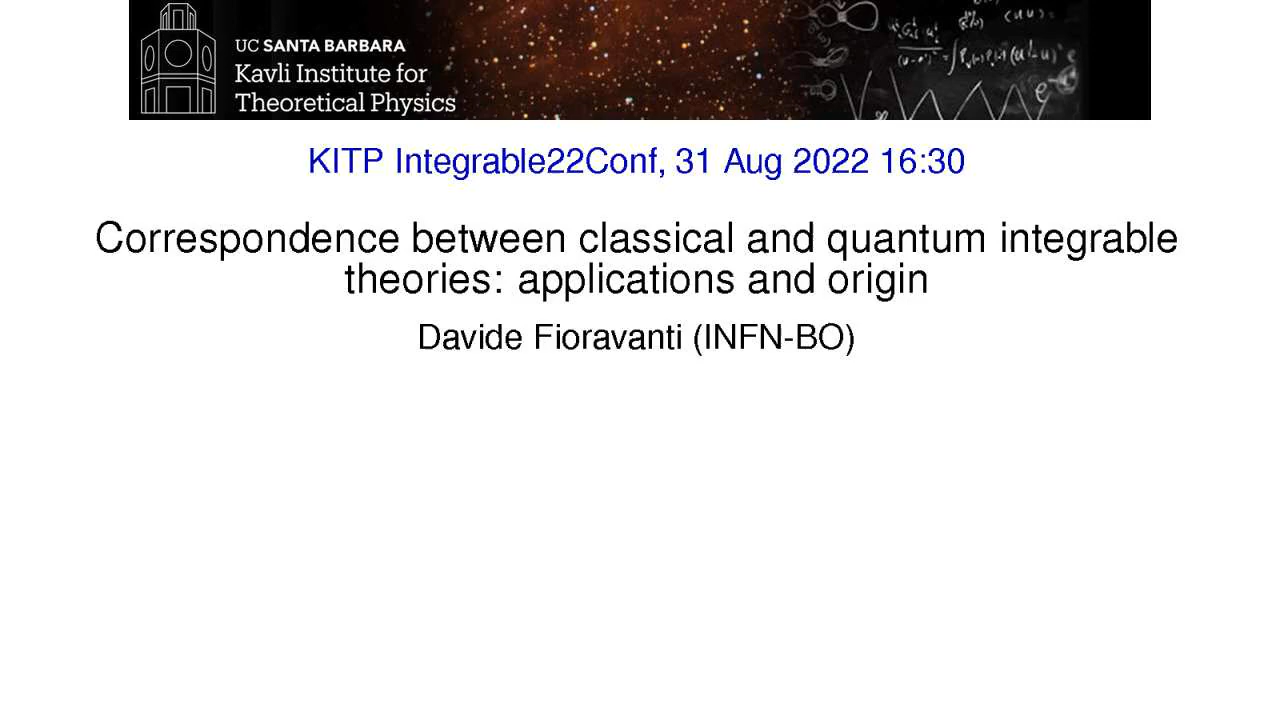 UC SANTA BARBARA
Kavli Institute for
Theoretical Physics
KITP Integrable22Conf, 31 Aug 2022 16:30
Correspondence between classical and quantum integrable
theories: applications and origin
Davide Fioravanti (INFN-BO)